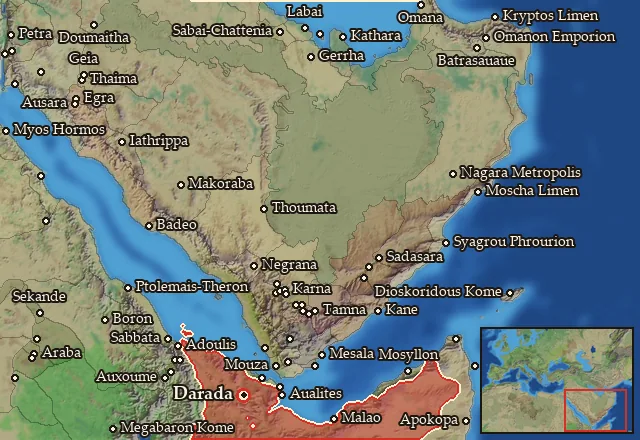 Labai
Omana
Kryptos Limen
Petra
Doumaitha
Sabai-Chattenia
Kathara
Omanon Emporion
Geia
Gerrha
Batrasauaue
Thaima
Ausara
Egra
Myos Hormos
Iathrippa
Nagara Metropolis
Makoraba
Moscha Limen
Thoumata
Badeo
Syagrou Phrourion
Negrana
Sadasara
Ptolemais-Theron
Karna
Dioskoridous Kome
Sekande
Tamna
Kane
Boron
Sabbata
Adoulis
Araba
Mouza
Mesala
Mosyllon
Auxoume
Darada
Aualites
Malao
Apokopa
Megabaron Kome